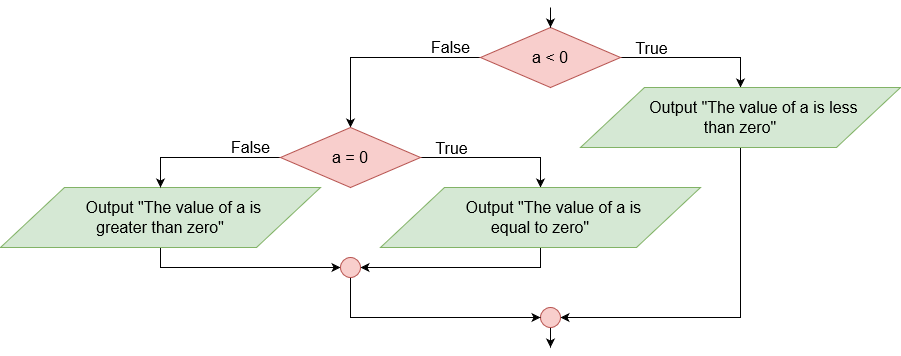 False
a < 0
True
Output "The value of a is less
than zero"
False
a = 0
True
Output "The value of a is
greater than zero"
Output "The value of a is
equal to zero"